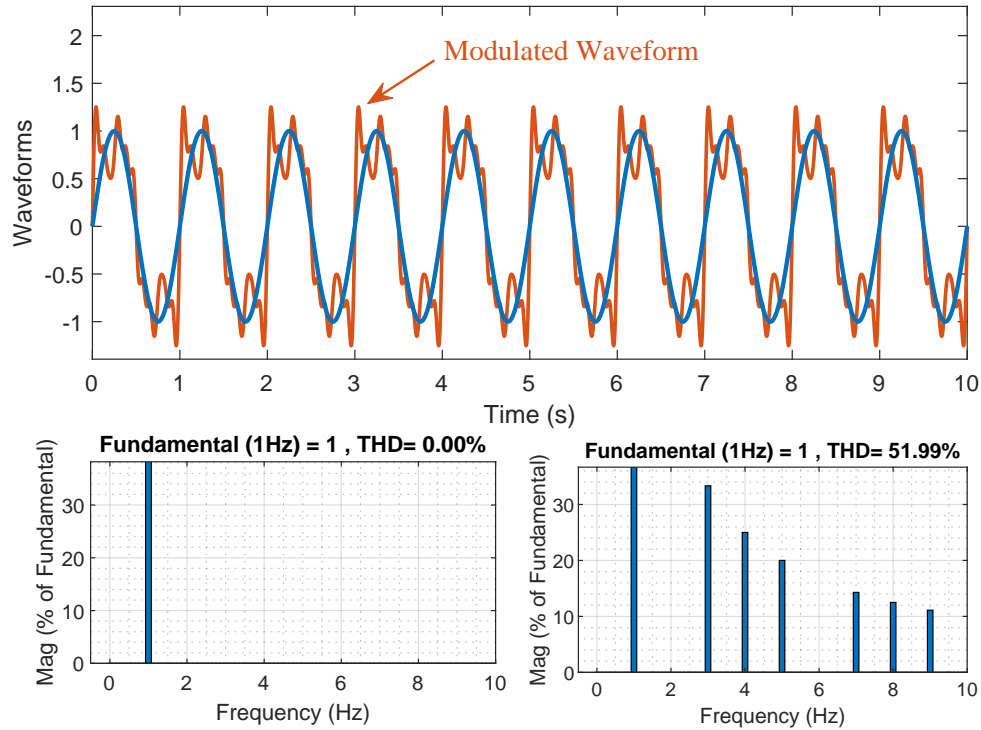 Modulated Waveform
Waveforms
2
1.5
1
0.5
0
-0.5
-1
0 1 2 3 4 5 6 7 8 9 10
Time (s)
Fundamental (1Hz) = 1 , THD= 0.00%
Mag (% of Fundamental)
30
20
10
0
0 2 4 6 8 10
Frequency (Hz)
Fundamental (1Hz) = 1 , THD= 51.99%
Mag (% of Fundamental)
30
20
10
0
0 2 4 6 8 10
Frequency (Hz)